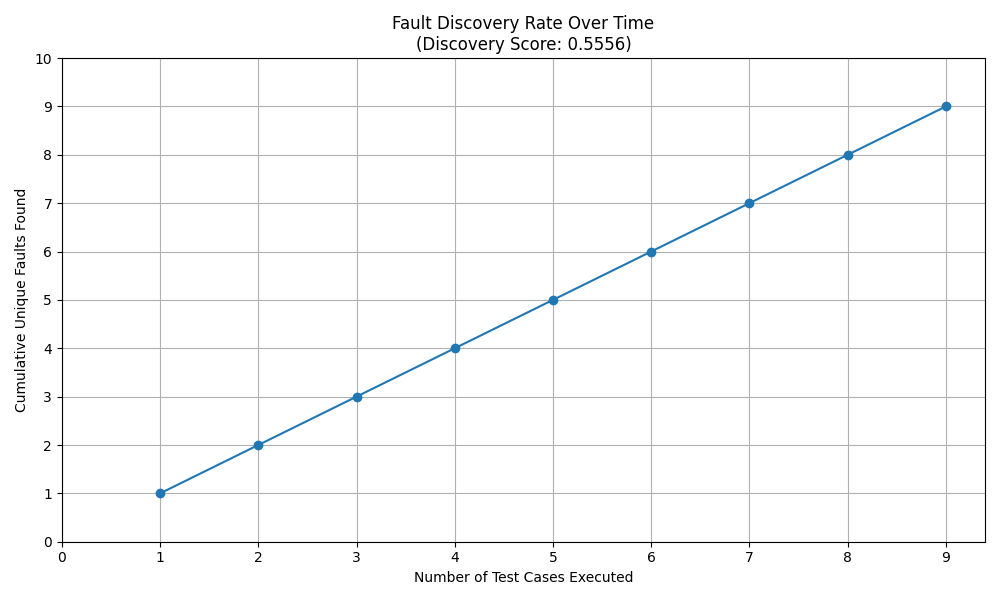 Fault Discovery Rate Over Time
(Discovery Score: 0.5556)
Cumulative Unique Faults Found
10
9
8
7
6
5
4
3
2
1
0
0 1 2 3 4 5 6 7 8 9
Number of Test Cases Executed